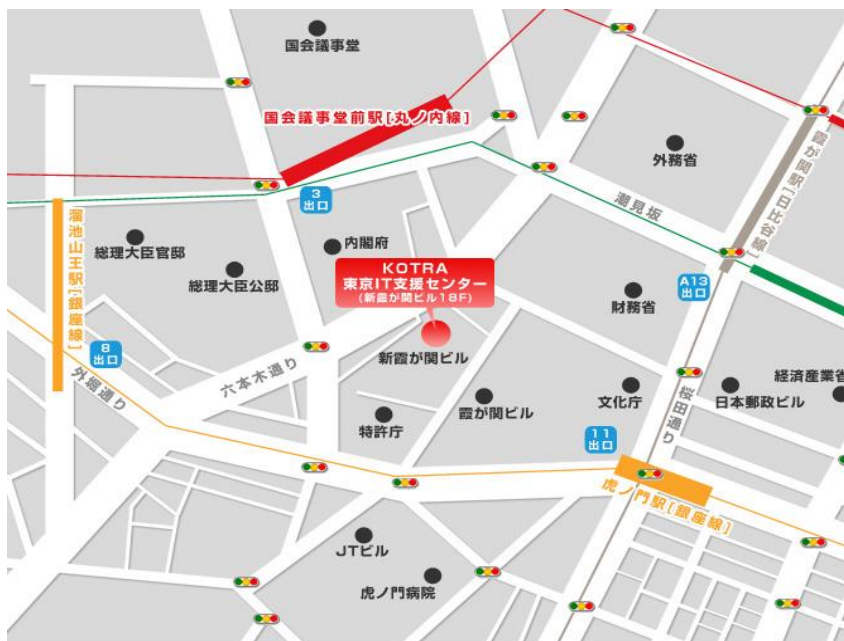 国会議事堂
国会議事堂前駅[丸ノ内線]
外務省
霞が関駅[日比谷線]
3
出口
潮見坂
溜池山王駅[銀座線]
総理大臣官邸
内閣府
総理大臣公邸
KOTRA
東京IT支援センター
(新霞が関ビル18F)
A13
出口
財務省
8
出口
外堀通り
六本木通り
新霞が関ビル
経済産業省
特許庁
霞が関ビル
文化庁
桜田通り
日本郵政ビル
11
出口
虎ノ門駅[銀座線]
JTビル
虎ノ門病院